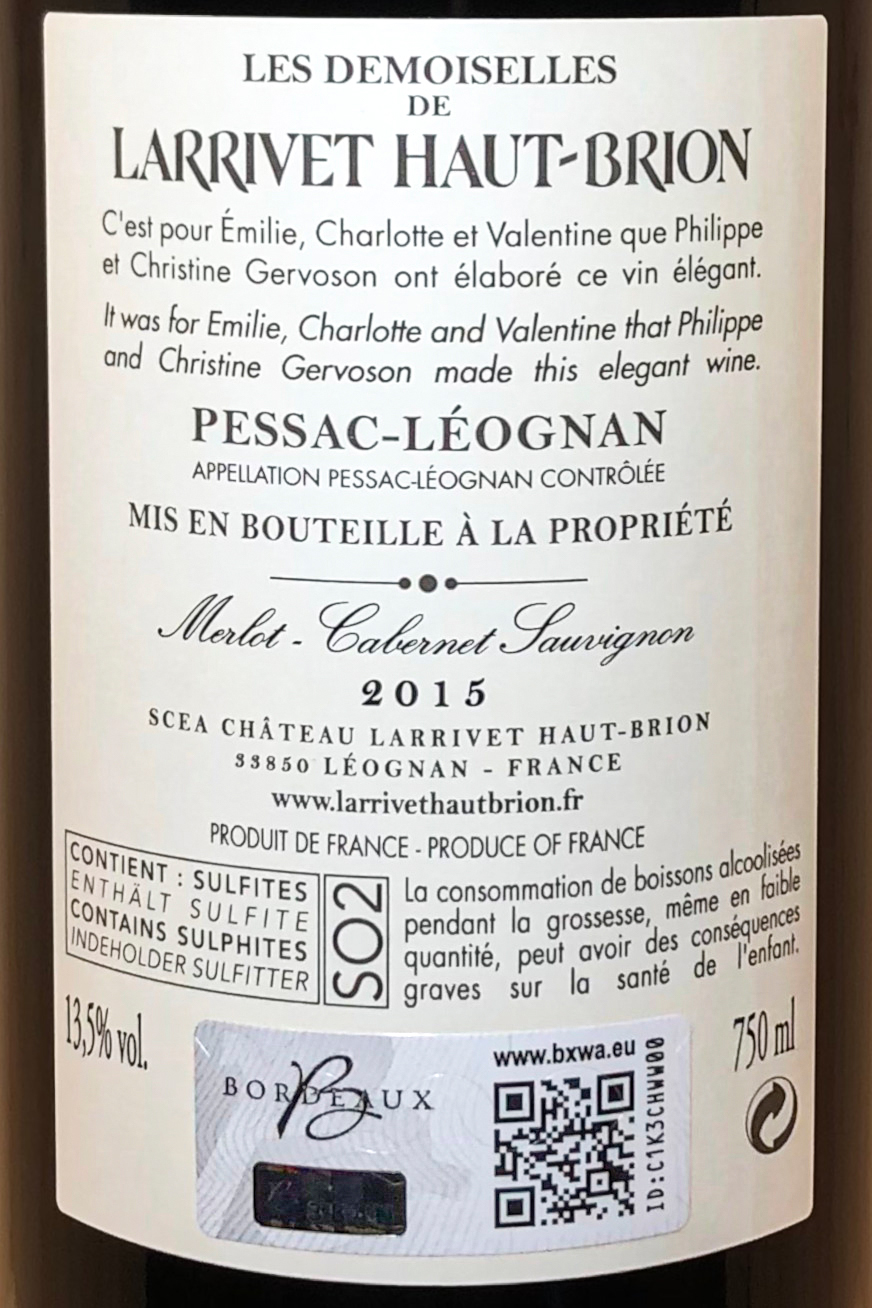 LES DEMOISELLES
DE
LARRIVET HAUT-BRION
C'est pour Émilie, Charlotte et Valentine que Philippe
et Christine Gervoson ont élaboré ce vin élégant.
It was for Emilie, Charlotte and Valentine that Philippe
and Christine Gervoson made this elegant wine.
PESSAC-LÉOGNAN
APPELLATION PESSAC-LÉOGNAN CONTRÔLÉE
MIS EN BOUTEILLE À LA PROPRIÉTÉ
Merlot - Cabernet Sauvignon
2015
SCEA CHÂTEAU LARRIVET HAUT-BRION
33850 LÉOGNAN - FRANCE
www.larrivethautbrion.fr
PRODUIT DE FRANCE - PRODUCE OF FRANCE
CONTIENT : SULFITES
ENTHÄLT SULFITE
CONTAINS SULPHITES
INDEHOLDER SULFITTER
SO2
La consommation de boissons alcoolisées
pendant la grossesse, même en faible
quantité, peut avoir des conséquences
graves sur la santé de l'enfant.
13,5% vol.
750 ml
BORDEAUX
B
www.bxwa.eu
ID:C1K3CHWW00